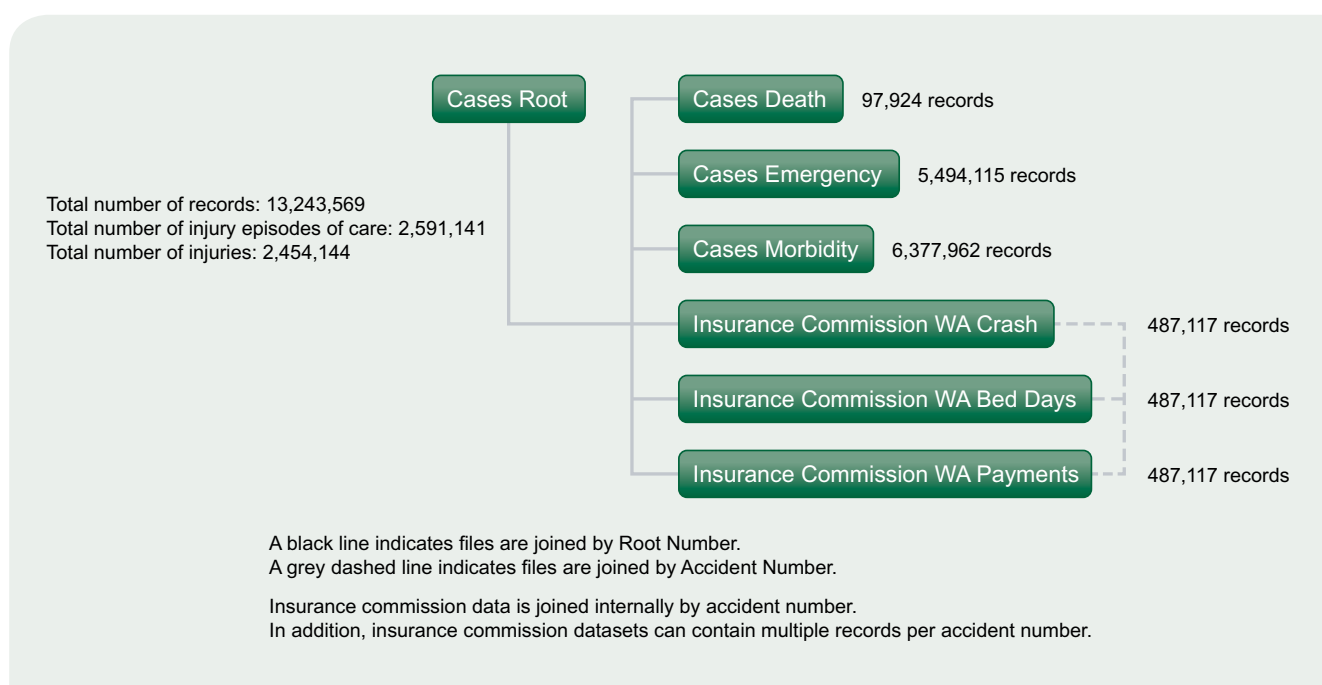 Cases Root
Cases Death
97,924 records
Cases Emergency
5,494,115 records
Total number of records: 13,243,569
Total number of injury episodes of care: 2,591,141
Total number of injuries: 2,454,144
Cases Morbidity
6,377,962 records
Insurance Commission WA Crash
487,117 records
Insurance Commission WA Bed Days
487,117 records
Insurance Commission WA Payments
487,117 records
A black line indicates files are joined by Root Number.
A grey dashed line indicates files are joined by Accident Number.
Insurance commission data is joined internally by accident number.
In addition, insurance commission datasets can contain multiple records per accident number.